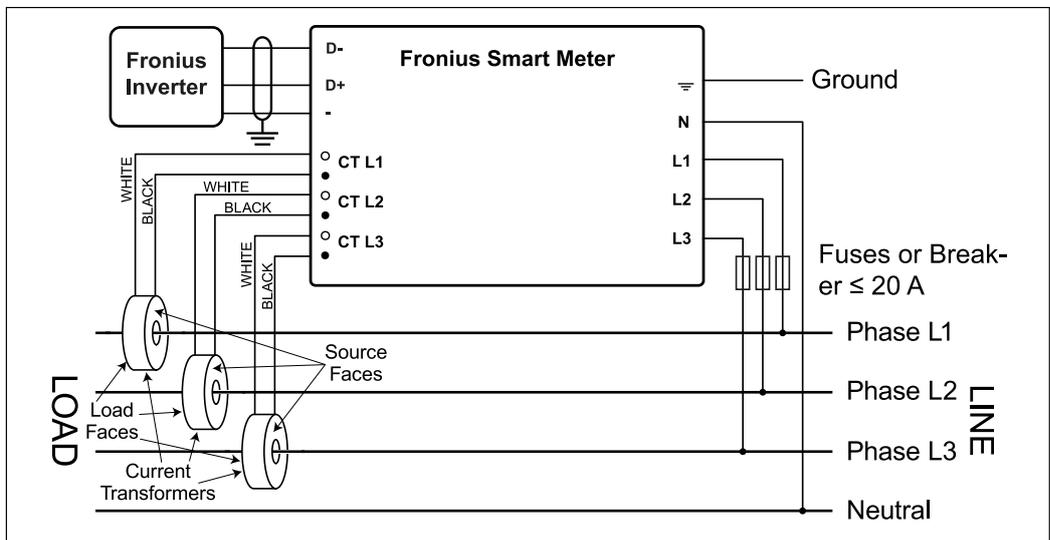 Fronius
Inverter
D-
D+
-
Fronius Smart Meter
Ground
N
L1
L2
L3
CT L1
CT L2
CT L3
WHITE
BLACK
WHITE
BLACK
WHITE
BLACK
Fuses or Break-
er ≤ 20 A
Phase L1
Phase L2
Phase L3
Neutral
LINE
LOAD
Source
Faces
Load
Faces
Current
Transformers